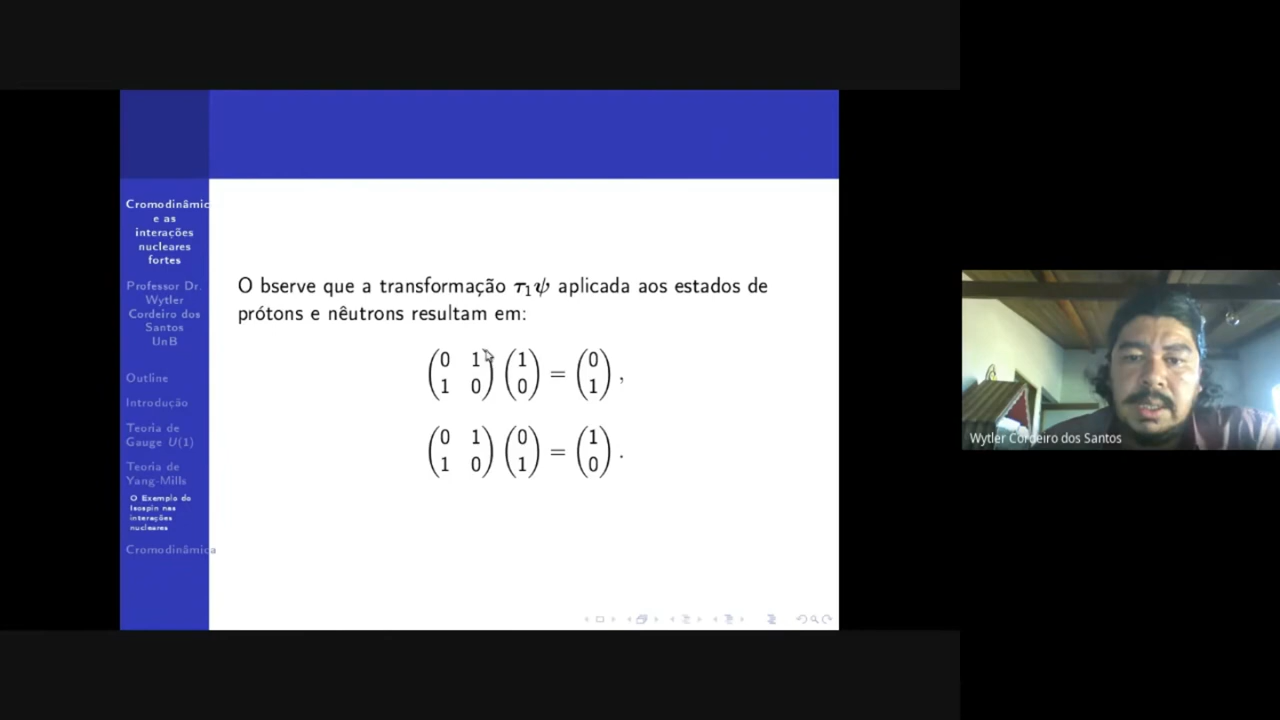 Cromodinâmic
e as
interações
nucleares
fortes
Professor Dr.
Wytler
Cordeiro dos
Santos
UnB
Outline
Introdução
Teoria de
Gauge U(1)
Teoria de
Yang-Mills
O Exemplo do
Isospin nas
interações
nucleares
Cromodinâmica
O bserve que a transformação τ₁ψ aplicada aos estados de
prótons e nêutrons resultam em:
(0 1
1 0) (1
0) = (0
1) ,
(0 1
1 0) (0
1) = (1
0) .
Wytler Cordeiro dos Santos